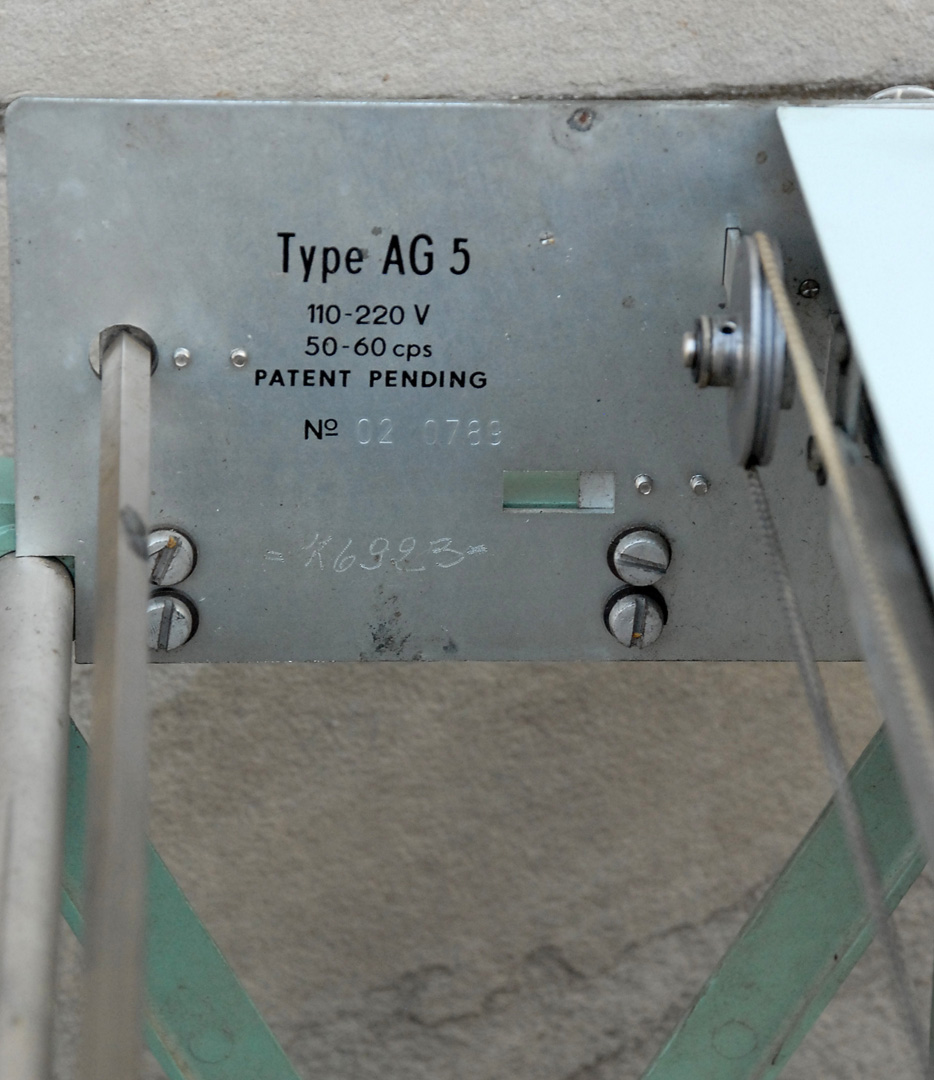 Type AG 5
110-220 V
50-60 cps
PATENT PENDING
Nº 02 0789
- K6923 -